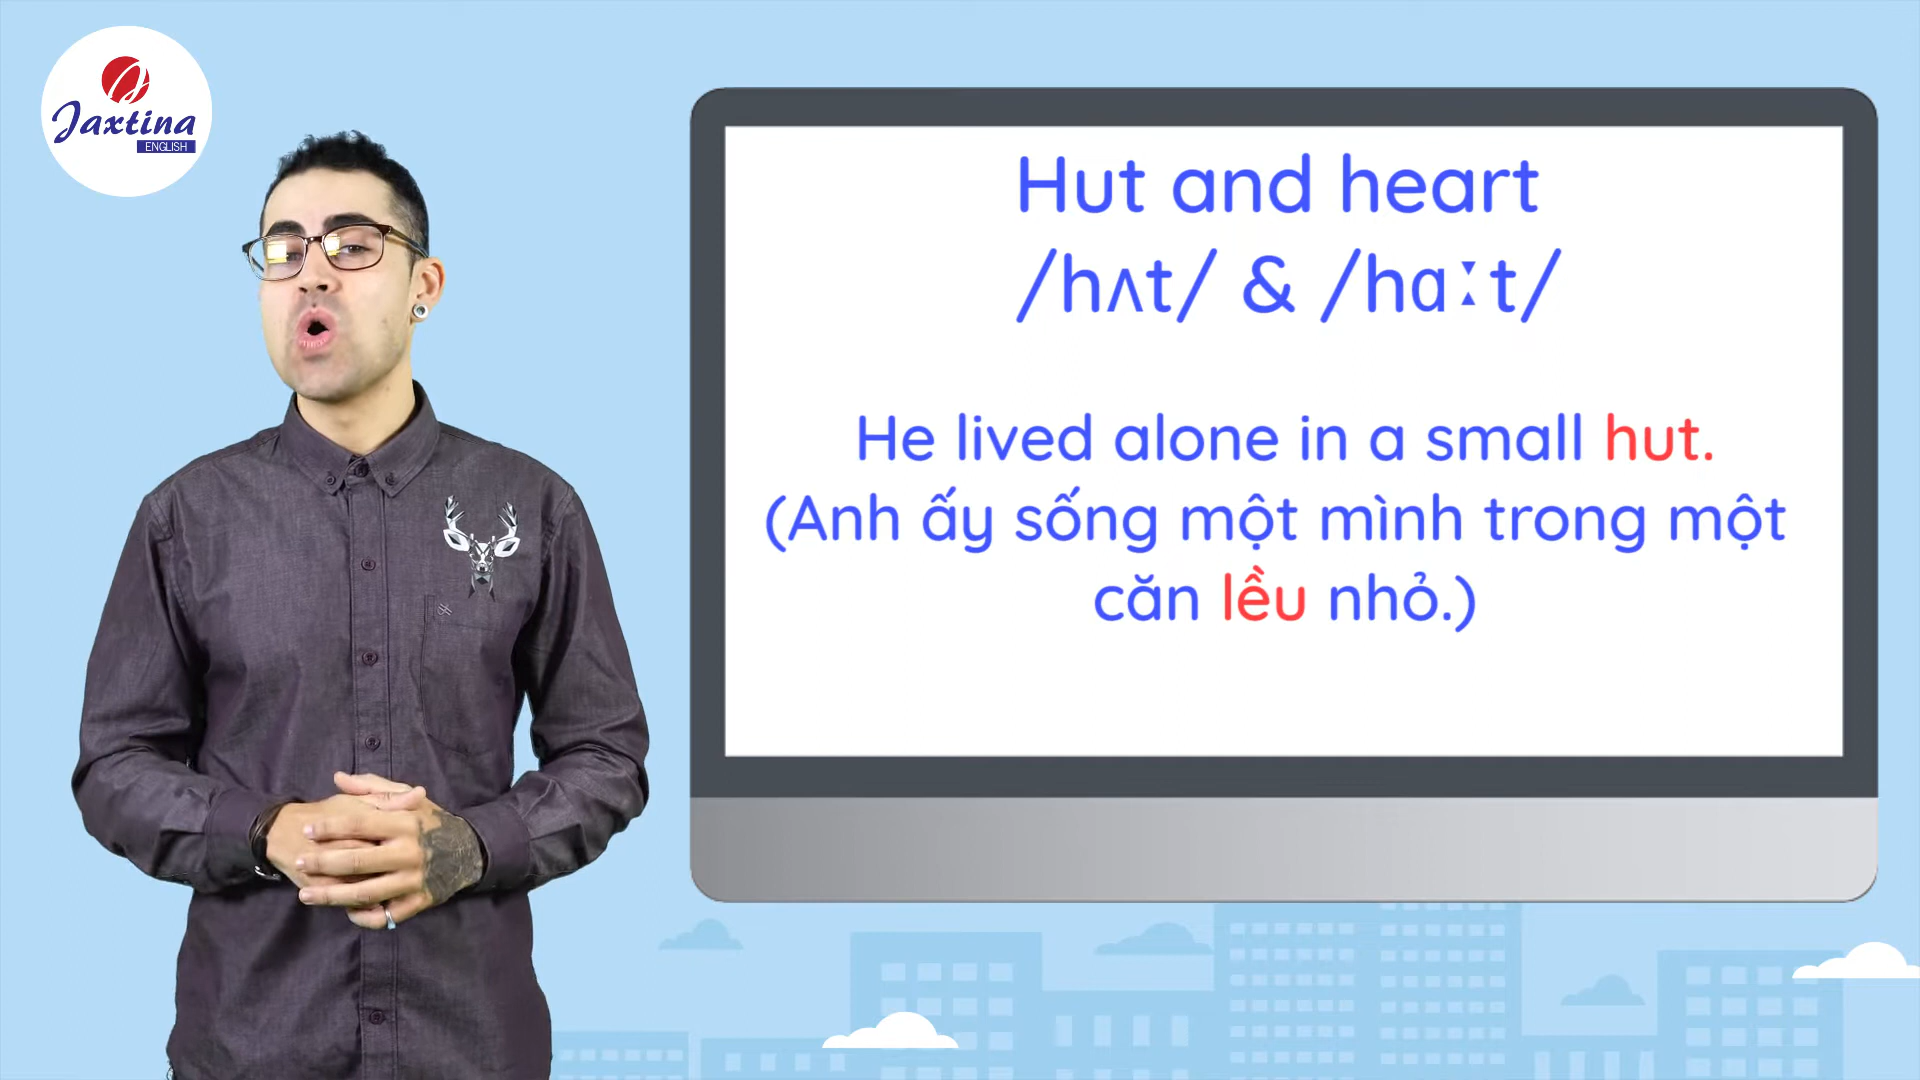 Jaxtina
ENGLISH
Hut and heart
/hʌt/ & /hɑːt/
He lived alone in a small hut.
(Anh ấy sống một mình trong một
căn lều nhỏ.)